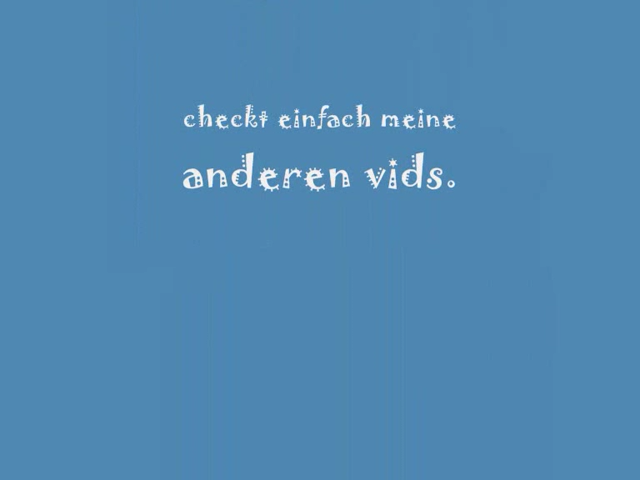 checkt einfach meine
anderen vids.